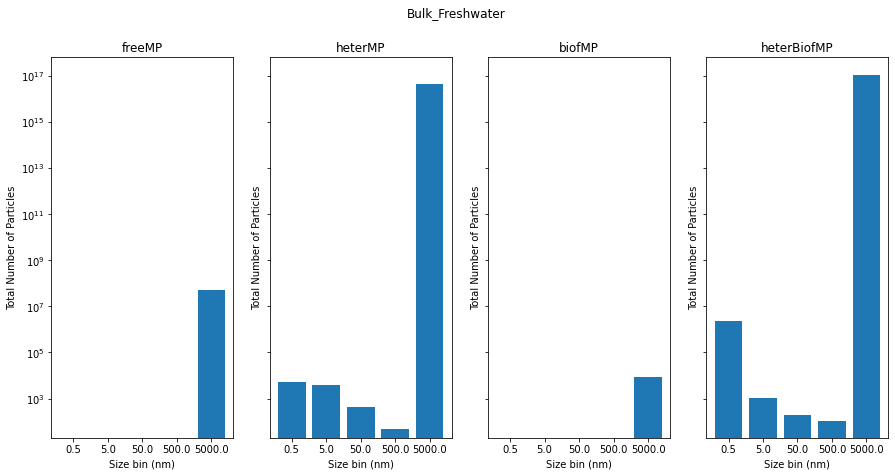 Bulk_Freshwater
freeMP
heterMP
biofMP
heterBiofMP
Total Number of Particles
10^17
10^15
10^13
10^11
10^9
10^7
10^5
10^3
0.5 5.0 50.0 500.0 5000.0
Size bin (nm)
Total Number of Particles
0.5 5.0 50.0 500.0 5000.0
Size bin (nm)
Total Number of Particles
0.5 5.0 50.0 500.0 5000.0
Size bin (nm)
Total Number of Particles
0.5 5.0 50.0 500.0 5000.0
Size bin (nm)